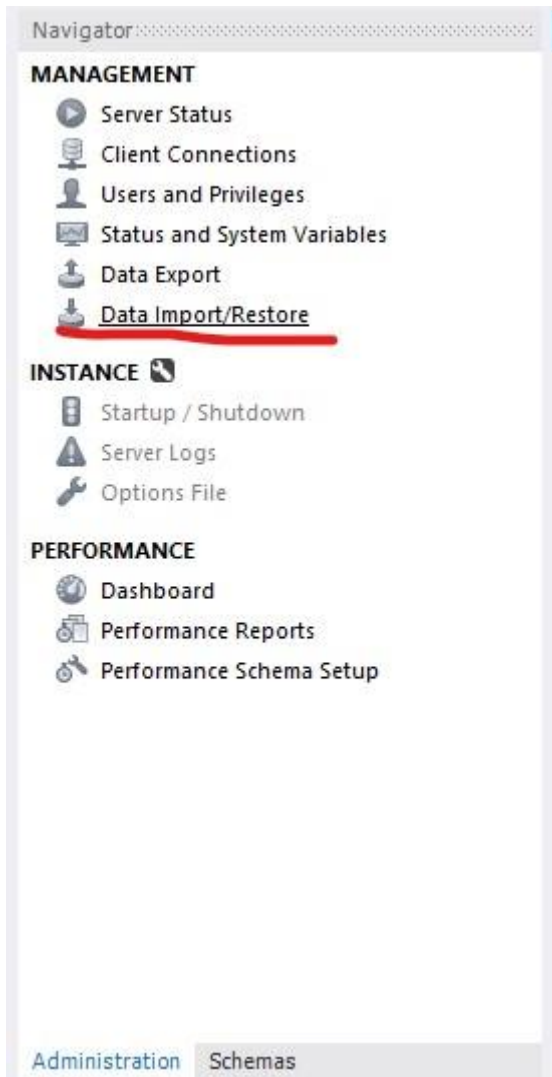 Navigator
MANAGEMENT
Server Status
Client Connections
Users and Privileges
Status and System Variables
Data Export
Data Import/Restore
INSTANCE
Startup / Shutdown
Server Logs
Options File
PERFORMANCE
Dashboard
Performance Reports
Performance Schema Setup
Administration Schemas